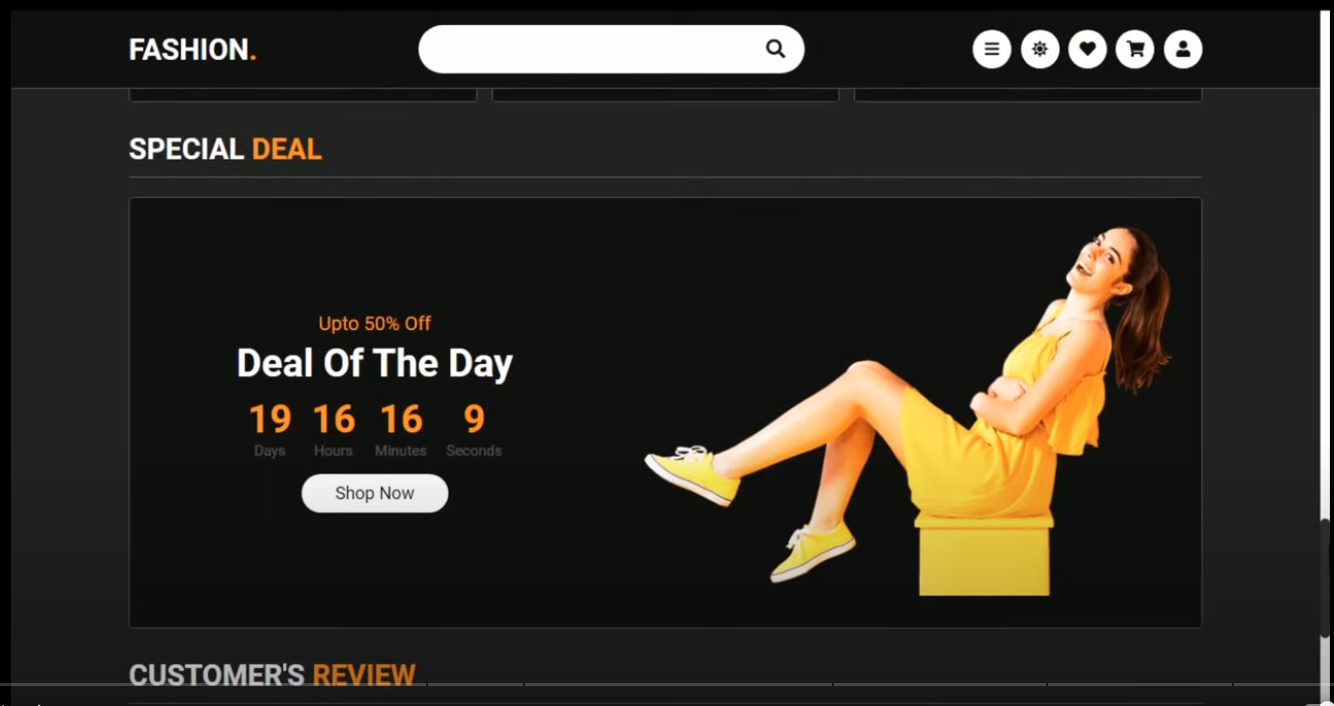 FASHION.
SPECIAL DEAL
Upto 50% Off
Deal Of The Day
19 16 16 9
Days Hours Minutes Seconds
Shop Now
CUSTOMER'S REVIEW